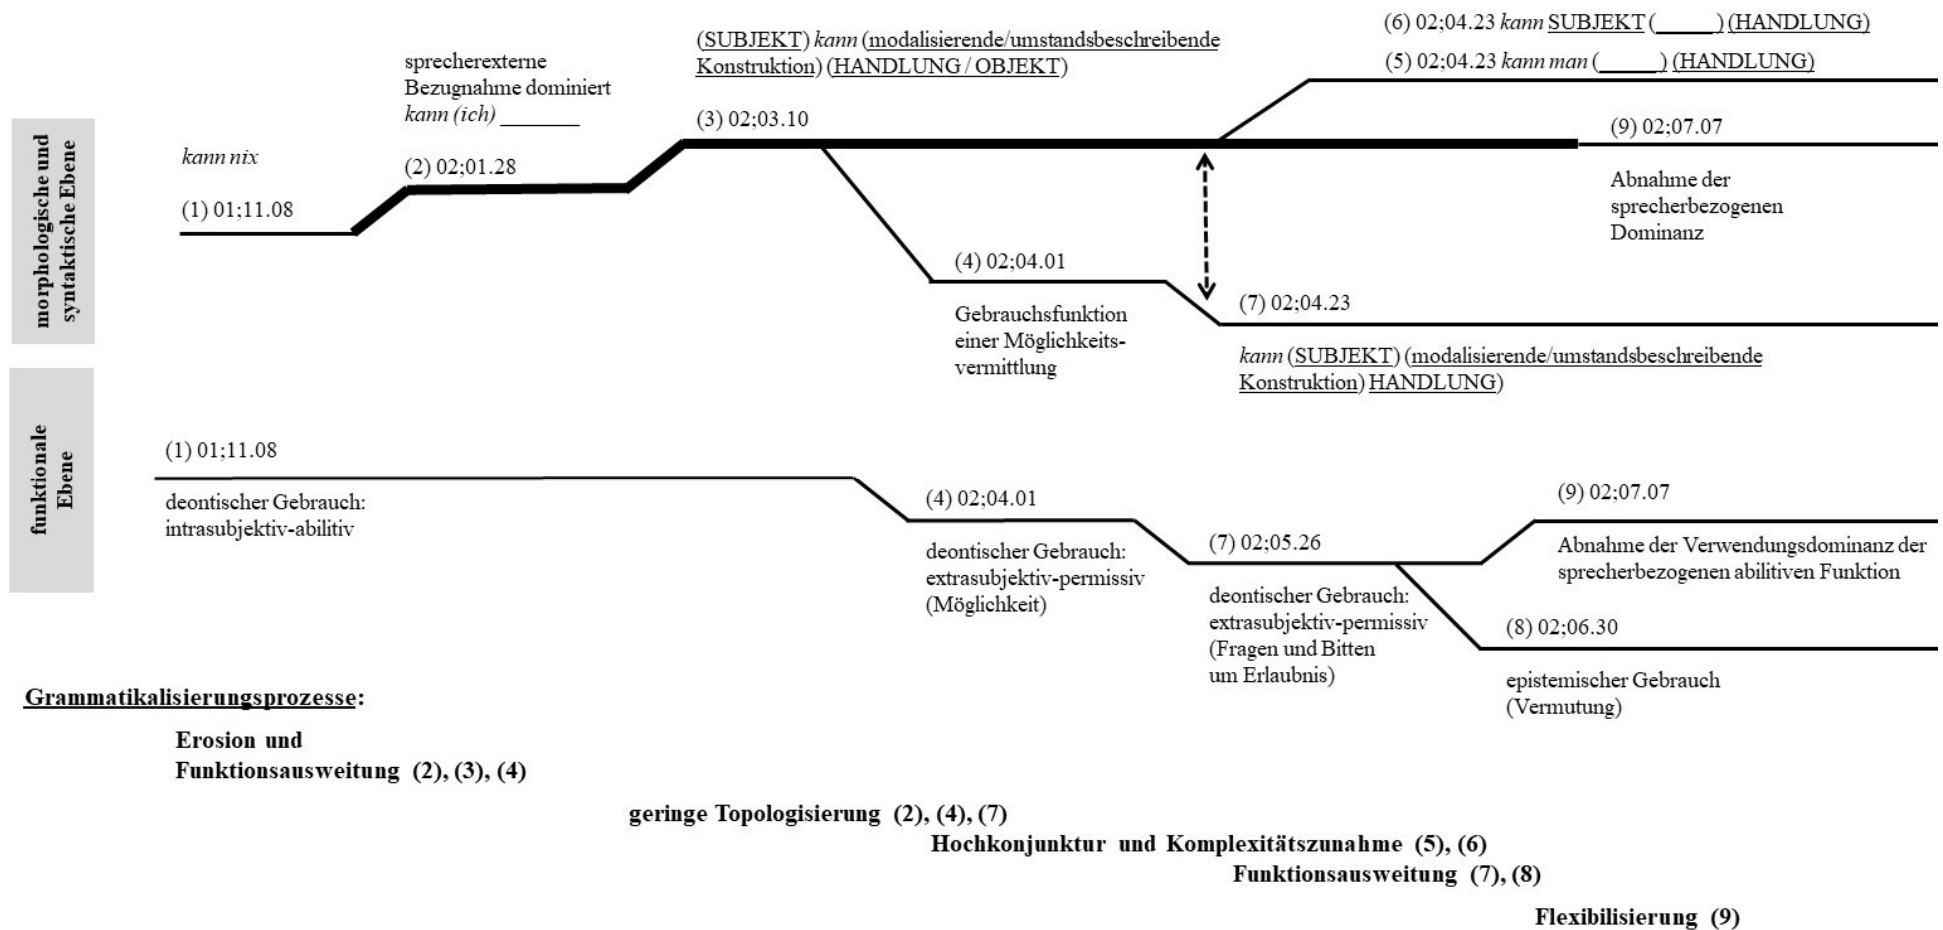 morphologische und
syntaktische Ebene
kann nix
(1) 01;11.08
sprecherexterne
Bezugnahme dominiert
kann (ich) _______
(2) 02;01.28
(SUBJEKT) kann (modalisierende/umstandsbeschreibende
Konstruktion) (HANDLUNG / OBJEKT)
(3) 02;03.10
(6) 02;04.23 kann SUBJEKT (_____) (HANDLUNG)
(5) 02;04.23 kann man (______) (HANDLUNG)
(9) 02;07.07
Abnahme der
sprecherbezogenen
Dominanz
(4) 02;04.01
Gebrauchsfunktion
einer Möglichkeits-
vermittlung
(7) 02;04.23
kann (SUBJEKT) (modalisierende/umstandsbeschreibende
Konstruktion) HANDLUNG)
funktionale
Ebene
(1) 01;11.08
deontischer Gebrauch:
intrasubjektiv-abilitiv
(4) 02;04.01
deontischer Gebrauch:
extrasubjektiv-permissiv
(Möglichkeit)
(7) 02;05.26
deontischer Gebrauch:
extrasubjektiv-permissiv
(Fragen und Bitten
um Erlaubnis)
(9) 02;07.07
Abnahme der Verwendungsdominanz der
sprecherbezogenen abilitiven Funktion
(8) 02;06.30
epistemischer Gebrauch
(Vermutung)
Grammatikalisierungsprozesse:
Erosion und
Funktionsausweitung (2), (3), (4)
geringe Topologisierung (2), (4), (7)
Hochkonjunktur und Komplexitätszunahme (5), (6)
Funktionsausweitung (7), (8)
Flexibilisierung (9)